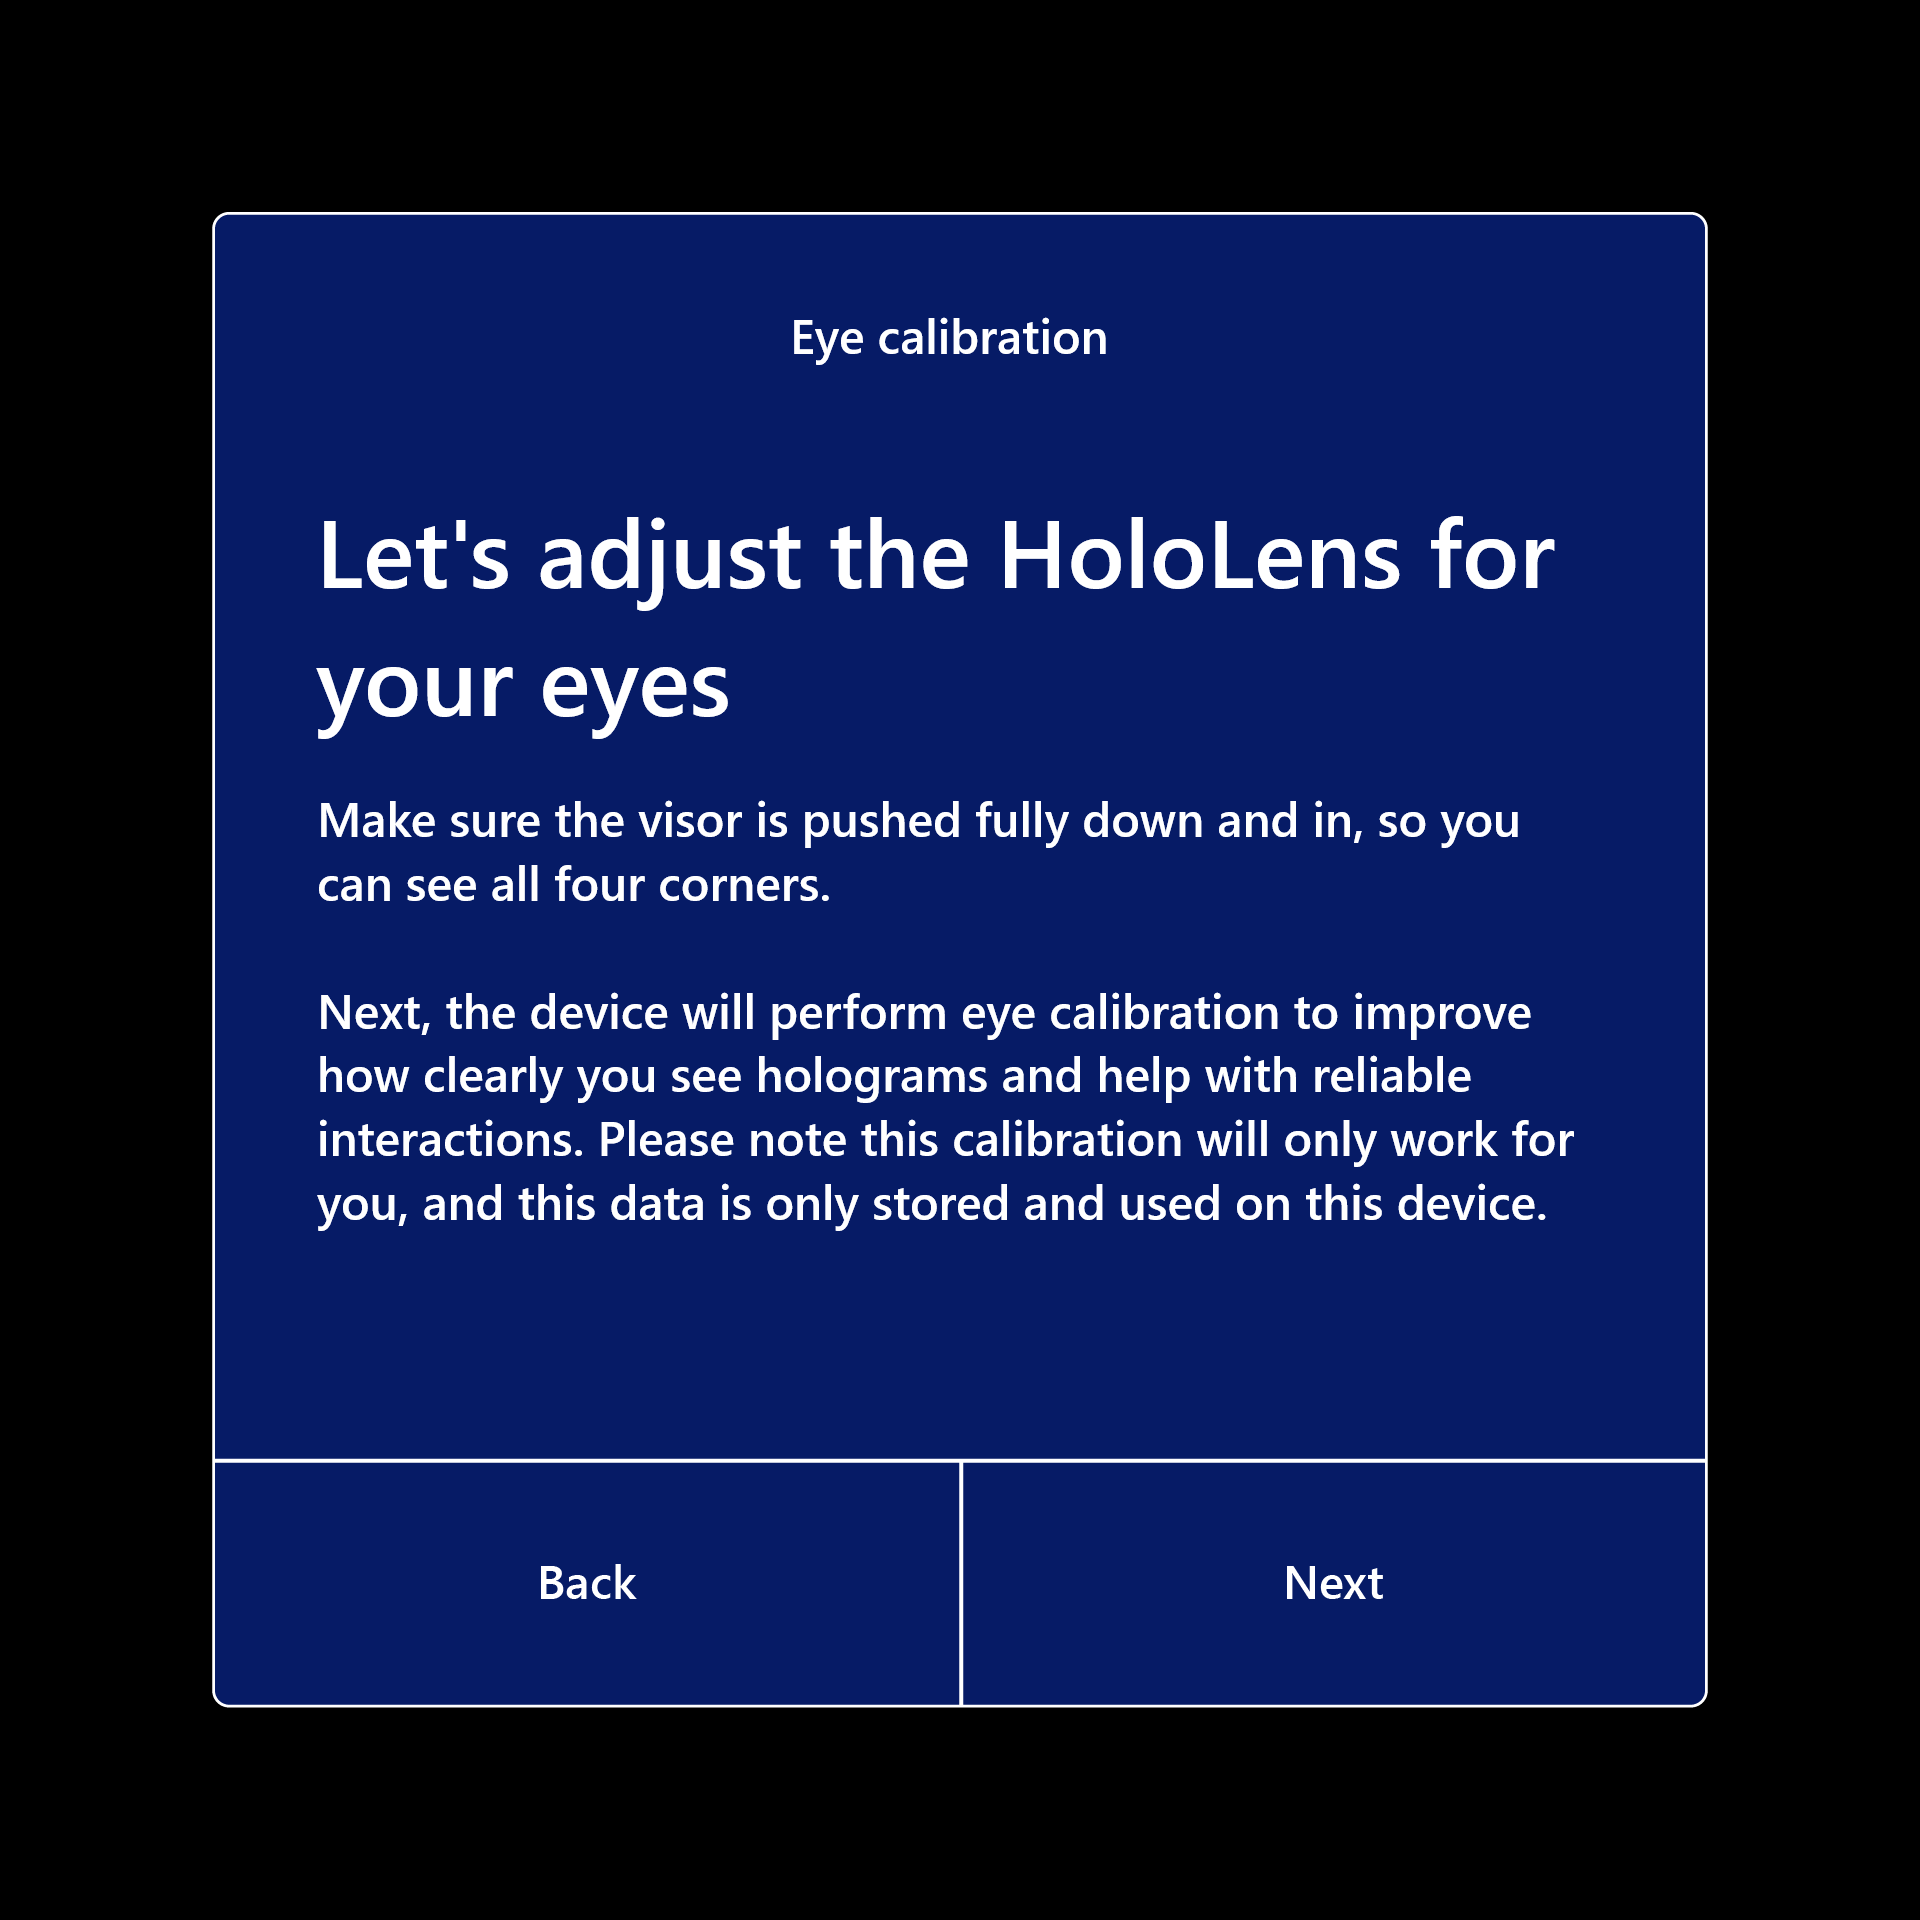 Eye calibration
Let's adjust the HoloLens for
your eyes
Make sure the visor is pushed fully down and in, so you
can see all four corners.
Next, the device will perform eye calibration to improve
how clearly you see holograms and help with reliable
interactions. Please note this calibration will only work for
you, and this data is only stored and used on this device.
Back
Next